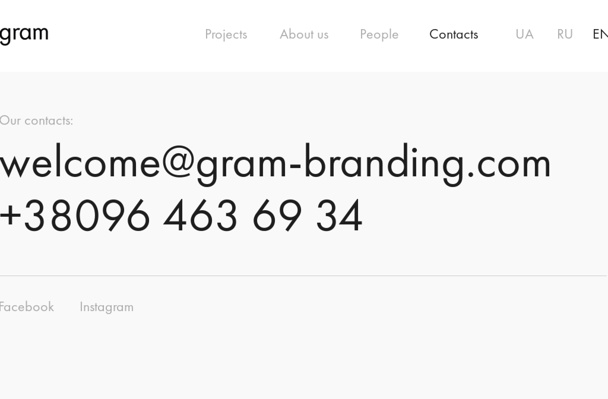 gram Projects About us People Contacts UA RU EN
Our contacts:
welcome@gram-branding.com
+38096 463 69 34
Facebook Instagram